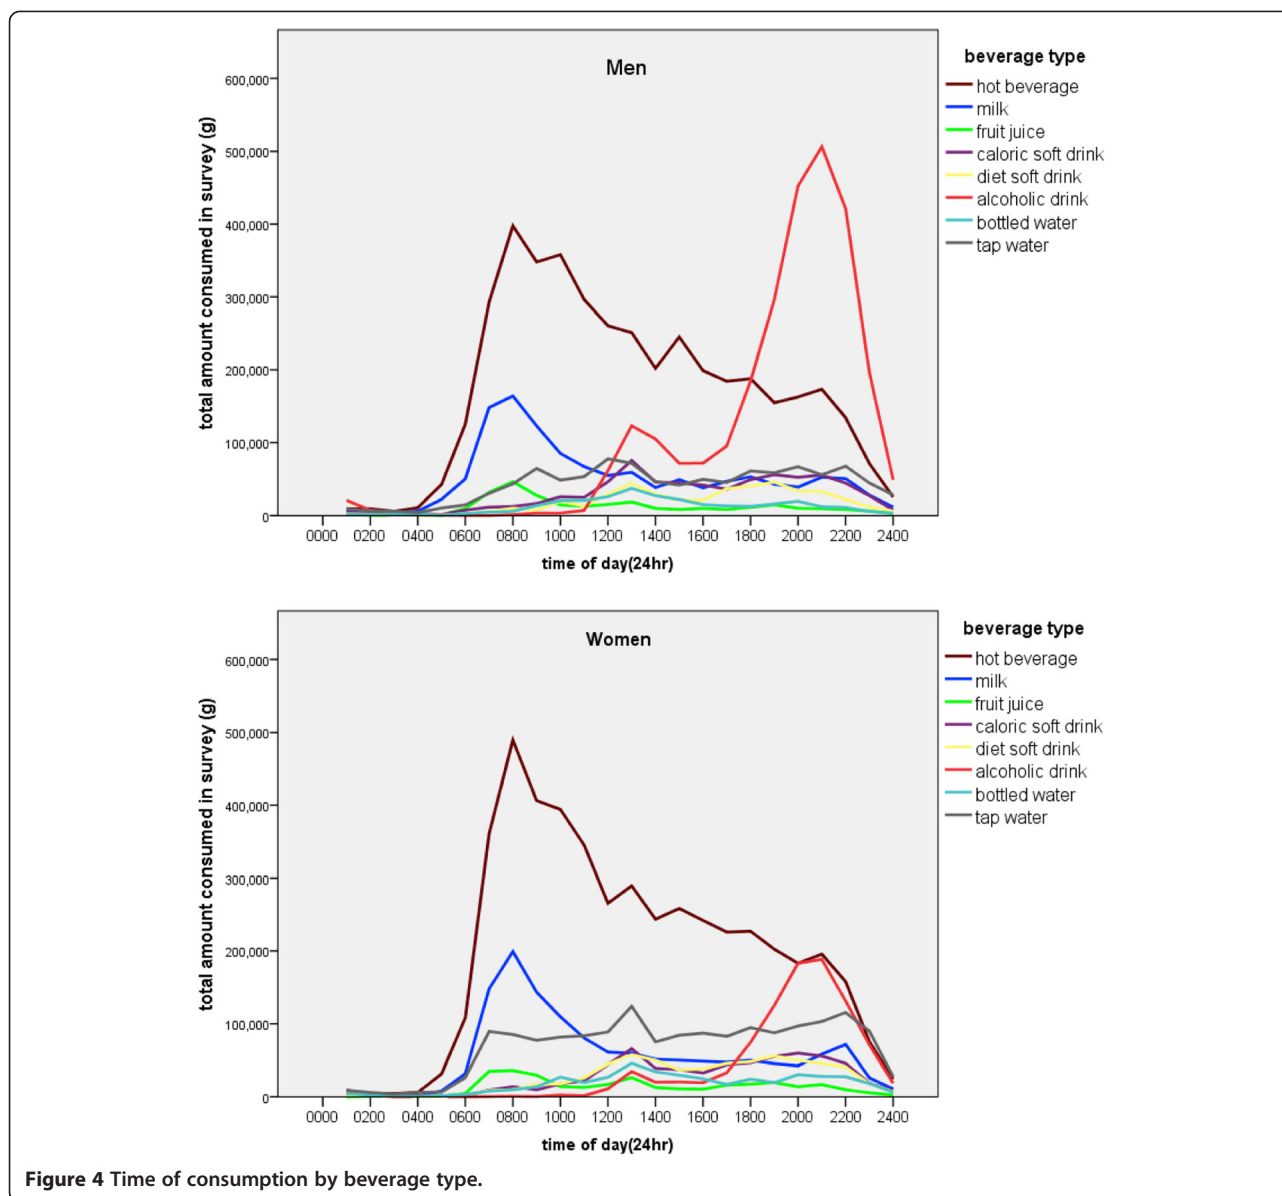 Men
total amount consumed in survey (g)
600,000
500,000
400,000
300,000
200,000
100,000
0
0000 0200 0400 0600 0800 1000 1200 1400 1600 1800 2000 2200 2400
time of day(24hr)
beverage type
hot beverage
milk
fruit juice
caloric soft drink
diet soft drink
alcoholic drink
bottled water
tap water
Women
total amount consumed in survey (g)
600,000
500,000
400,000
300,000
200,000
100,000
0
0000 0200 0400 0600 0800 1000 1200 1400 1600 1800 2000 2200 2400
time of day(24hr)
beverage type
hot beverage
milk
fruit juice
caloric soft drink
diet soft drink
alcoholic drink
bottled water
tap water
Figure 4 Time of consumption by beverage type.